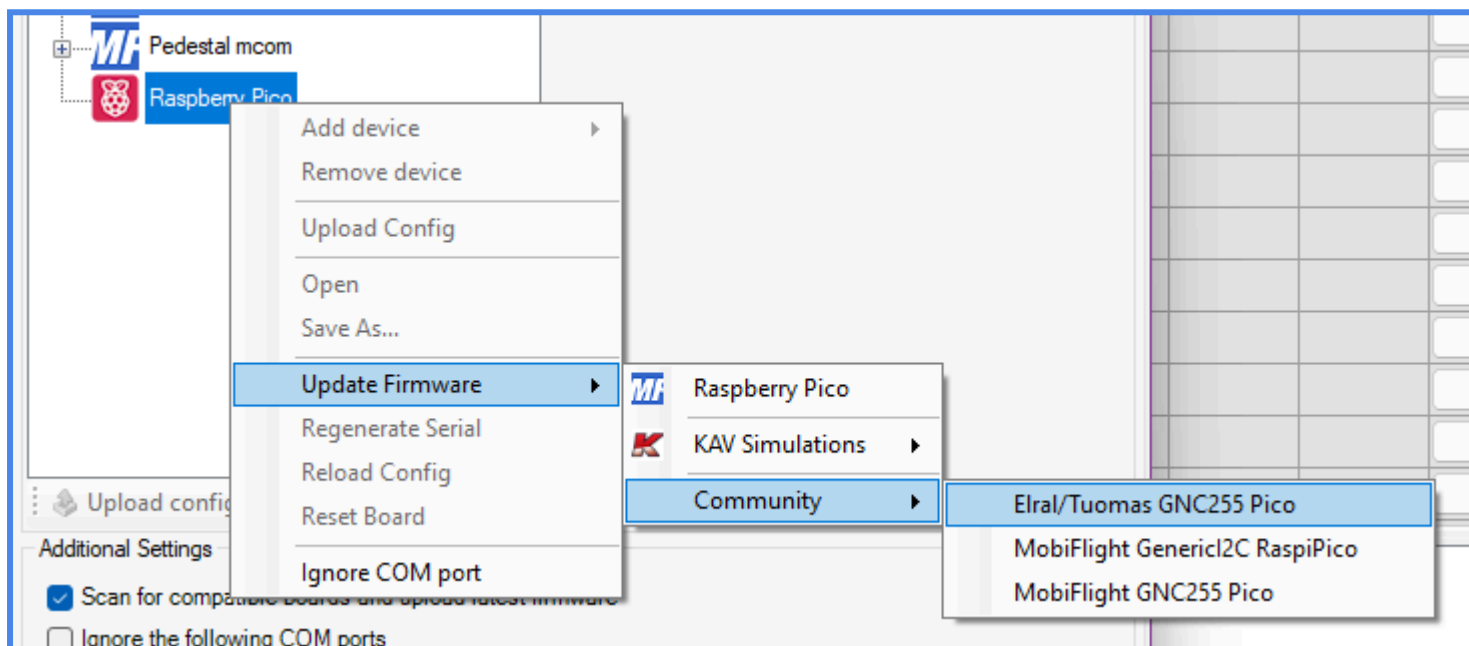 Pedestal mcom
Raspberry Pico
Add device
Remove device
Upload Config
Open
Save As...
Update Firmware
Regenerate Serial
Reload Config
Reset Board
Ignore COM port
Raspberry Pico
KAV Simulations
Community
Elral/Tuomas GNC255 Pico
MobiFlight GenericI2C RaspiPico
MobiFlight GNC255 Pico
Upload config
Additional Settings
Scan for compatible boards and upload latest firmware
Ignore the following COM ports